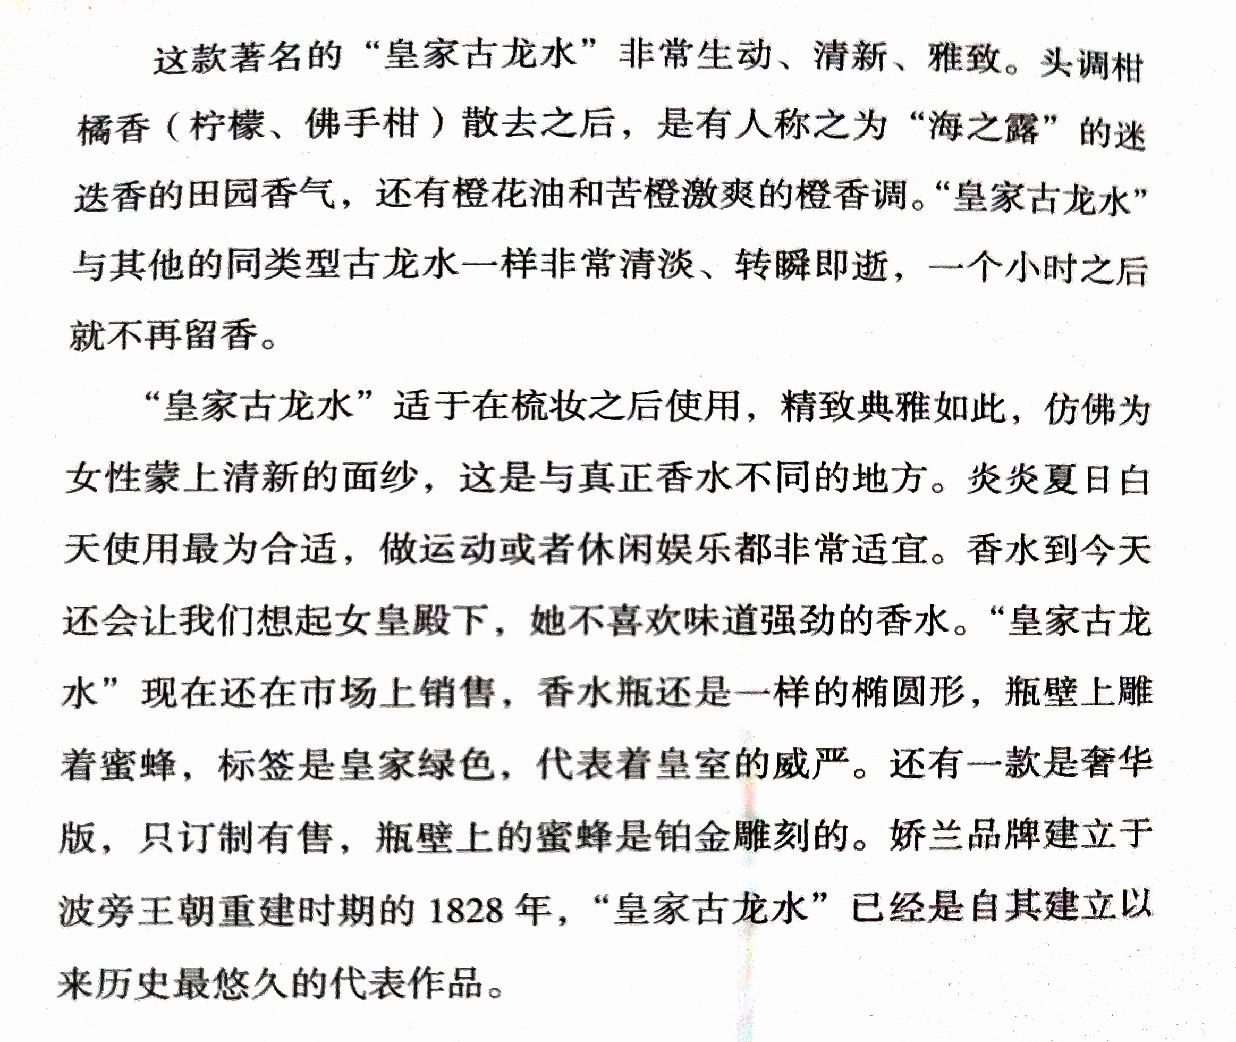 这款著名的“皇家古龙水”非常生动、清新、雅致。头调柑
橘香（柠檬、佛手柑）散去之后，是有人称之为“海之露”的迷
迭香的田园香气，还有橙花油和苦橙激爽的橙香调。“皇家古龙水”
与其他的同类型古龙水一样非常清淡、转瞬即逝，一个小时之后
就不再留香。
“皇家古龙水”适于在梳妆之后使用，精致典雅如此，仿佛为
女性蒙上清新的面纱，这是与真正香水不同的地方。炎炎夏日白
天使用最为合适，做运动或者休闲娱乐都非常适宜。香水到今天
还会让我们想起女皇殿下，她不喜欢味道强劲的香水。“皇家古龙
水”现在还在市场上销售，香水瓶还是一样的椭圆形，瓶壁上雕
着蜜蜂，标签是皇家绿色，代表着皇室的威严。还有一款是奢华
版，只订制有售，瓶壁上的蜜蜂是铂金雕刻的。娇兰品牌建立于
波旁王朝重建时期的 1828 年，“皇家古龙水”已经是自其建立以
来历史最悠久的代表作品。